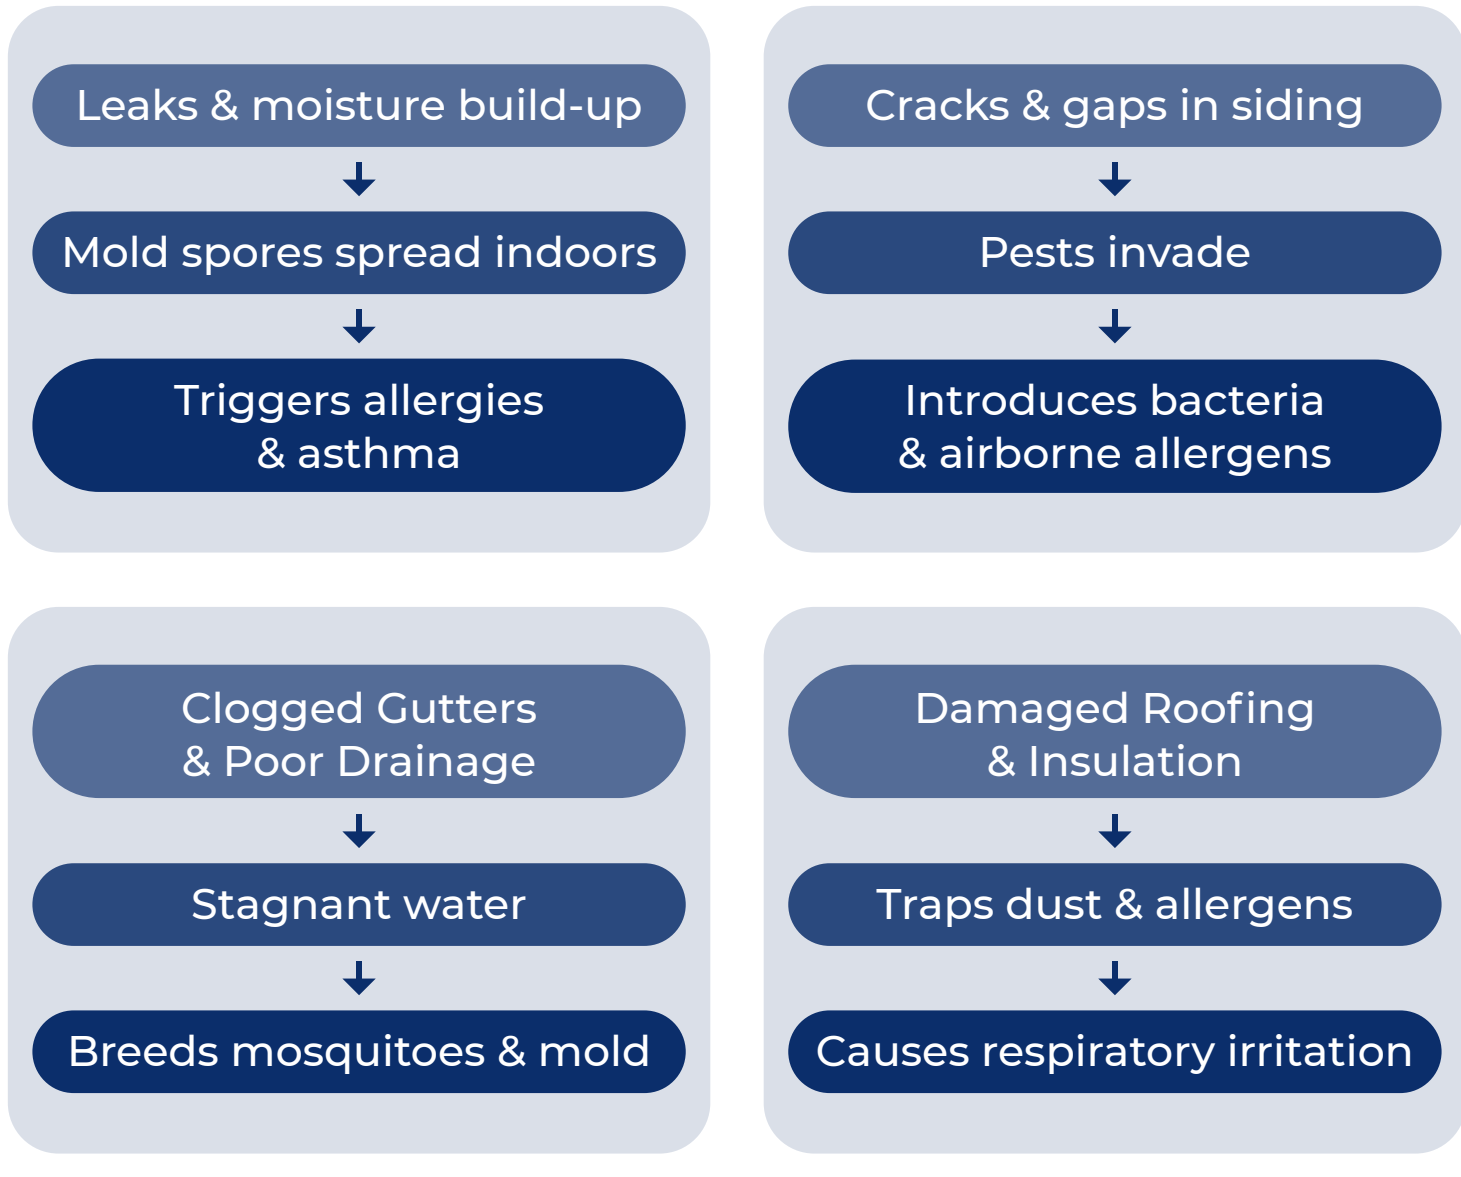 Leaks & moisture build-up
Mold spores spread indoors
Triggers allergies
& asthma
Cracks & gaps in siding
Pests invade
Introduces bacteria
& airborne allergens
Clogged Gutters
& Poor Drainage
Stagnant water
Breeds mosquitoes & mold
Damaged Roofing
& Insulation
Traps dust & allergens
Causes respiratory irritation